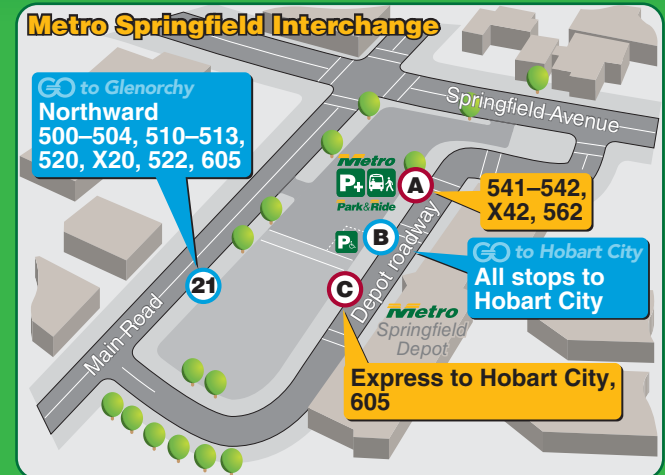 Metro Springfield Interchange
GO to Glenorchy
Northward
500–504, 510–513,
520, X20, 522, 605
Springfield Avenue
Metro
P+
Park&Ride
A
541–542,
X42, 562
P
B
GO to Hobart City
All stops to
Hobart City
21
C
Depot roadway
Main Road
Metro
Springfield
Depot
Express to Hobart City,
605